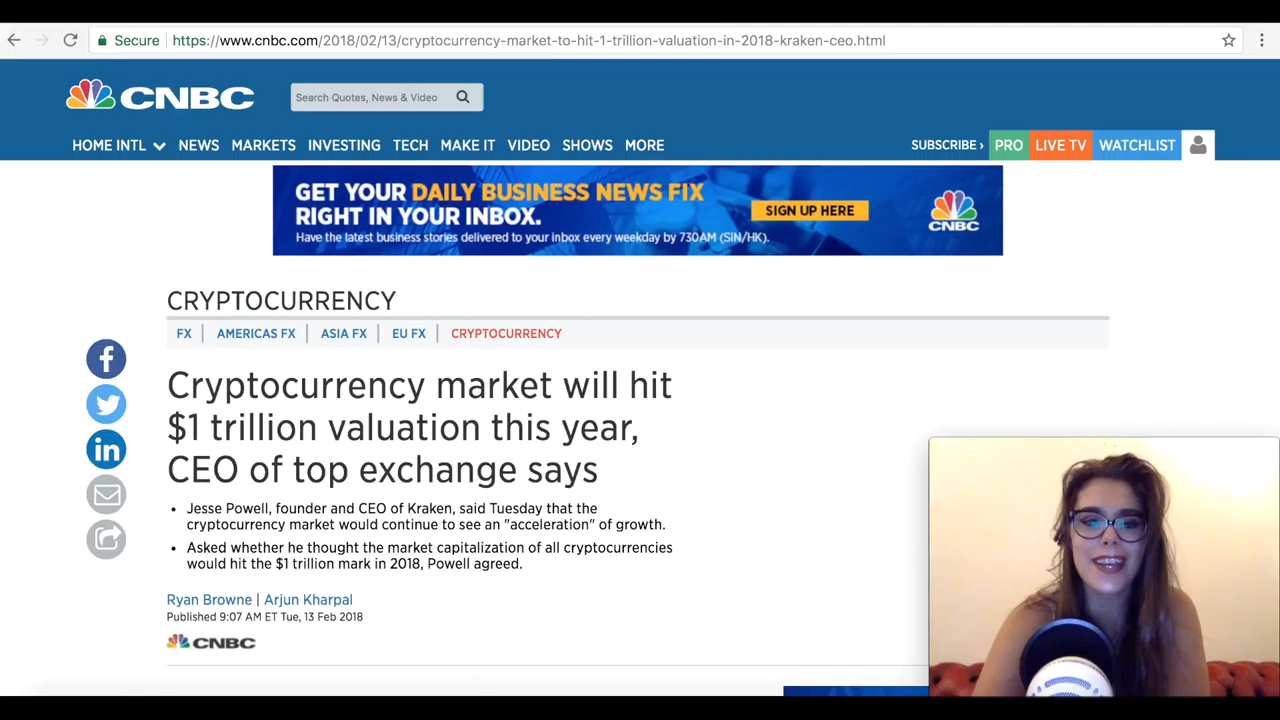 Secure https://www.cnbc.com/2018/02/13/cryptocurrency-market-to-hit-1-trillion-valuation-in-2018-kraken-ceo.html
CNBC
Search Quotes, News & Video
HOME INTL NEWS MARKETS INVESTING TECH MAKE IT VIDEO SHOWS MORE SUBSCRIBE › PRO LIVE TV WATCHLIST
GET YOUR DAILY BUSINESS NEWS FIX
RIGHT IN YOUR INBOX.
Have the latest business stories delivered to your inbox every weekday by 730AM (SIN/HK).
SIGN UP HERE
CNBC
CRYPTOCURRENCY
FX | AMERICAS FX | ASIA FX | EU FX | CRYPTOCURRENCY
Cryptocurrency market will hit
$1 trillion valuation this year,
CEO of top exchange says
• Jesse Powell, founder and CEO of Kraken, said Tuesday that the
cryptocurrency market would continue to see an "acceleration" of growth.
• Asked whether he thought the market capitalization of all cryptocurrencies
would hit the $1 trillion mark in 2018, Powell agreed.
Ryan Browne | Arjun Kharpal
Published 9:07 AM ET Tue, 13 Feb 2018
CNBC